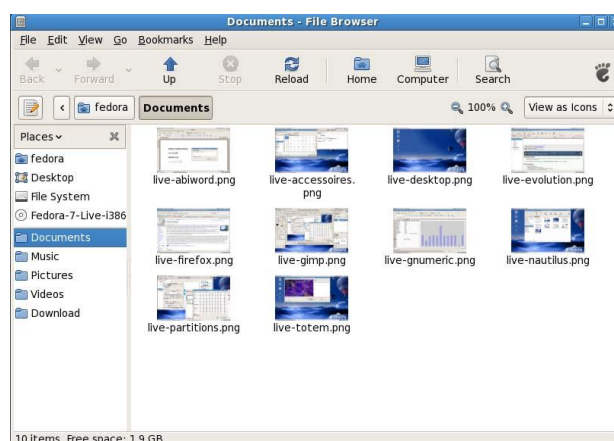 Documents - File Browser
File Edit View Go Bookmarks Help
Back Forward Up Stop Reload Home Computer Search
fedora Documents 100% View as Icons
Places
fedora
Desktop
File System
Fedora-7-Live-i386
Documents
Music
Pictures
Videos
Download
live-abiword.png live-accessoires.png live-desktop.png live-evolution.png
live-firefox.png live-gimp.png live-gnumeric.png live-nautilus.png
live-partitions.png live-totem.png
10 items, Free space: 1.9 GB